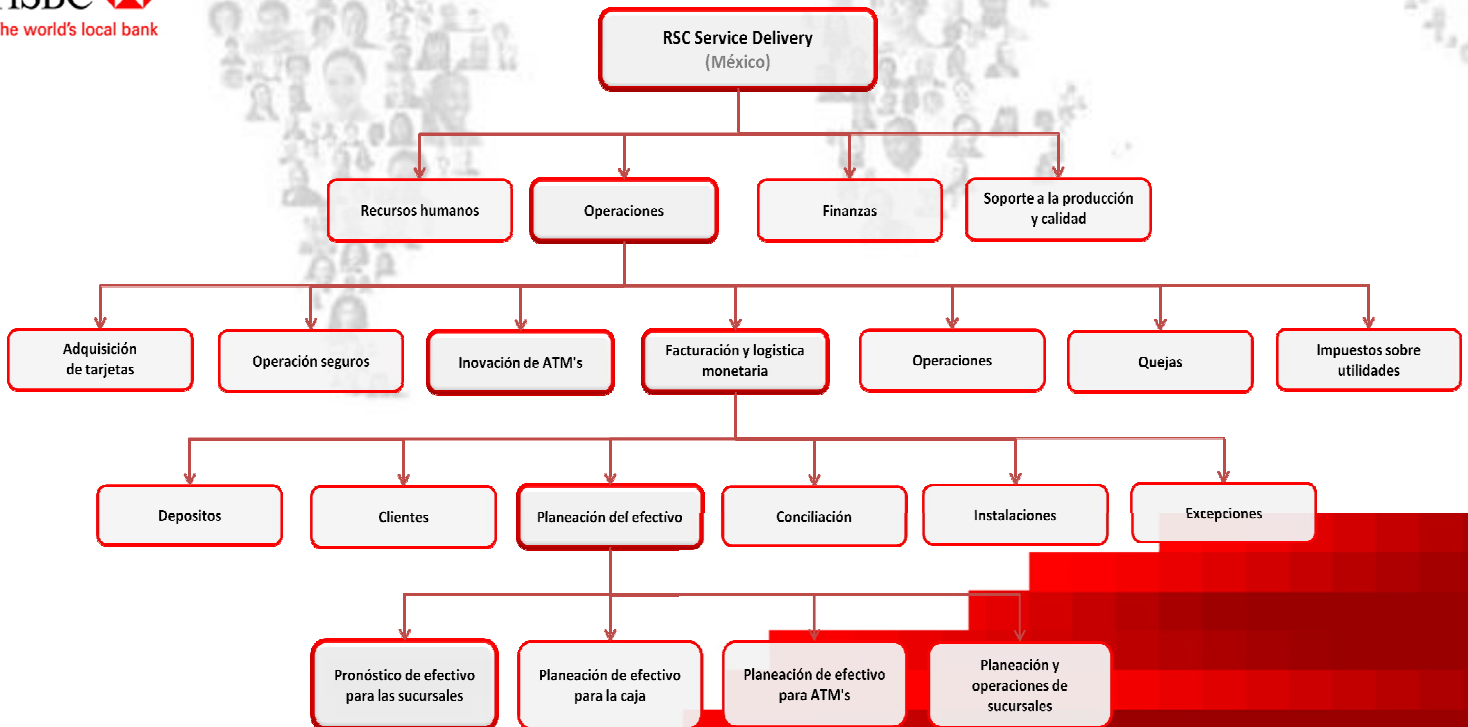 HSBC
The world's local bank
RSC Service Delivery
(México)
Recursos humanos
Operaciones
Finanzas
Soporte a la producción
y calidad
Adquisición
de tarjetas
Operación seguros
Inovación de ATM's
Facturación y logistica
monetaria
Operaciones
Quejas
Impuestos sobre
utilidades
Depositos
Clientes
Planeación del efectivo
Conciliación
Instalaciones
Excepciones
Pronóstico de efectivo
para las sucursales
Planeación de efectivo
para la caja
Planeación de efectivo
para ATM's
Planeación y
operaciones de
sucursales